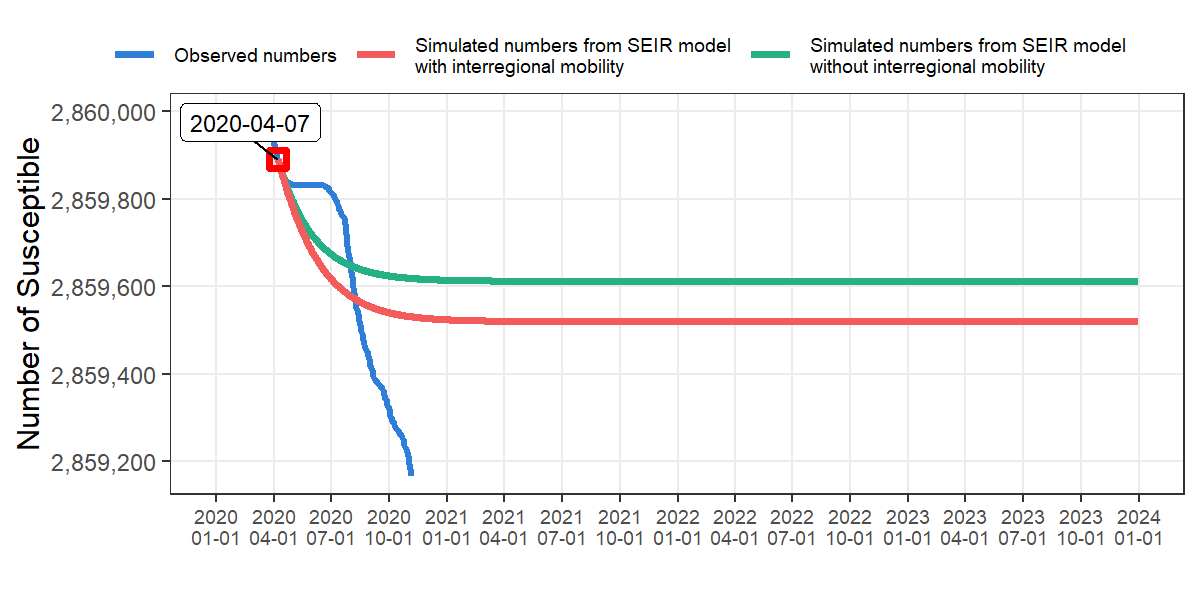 Observed numbers
Simulated numbers from SEIR model
with interregional mobility
Simulated numbers from SEIR model
without interregional mobility
Number of Susceptible
2,860,000
2,859,800
2,859,600
2,859,400
2,859,200
2020-04-07
2020 2020 2020 2020 2021 2021 2021 2021 2022 2022 2022 2022 2023 2023 2023 2023 2024
01-01 04-01 07-01 10-01 01-01 04-01 07-01 10-01 01-01 04-01 07-01 10-01 01-01 04-01 07-01 10-01 01-01